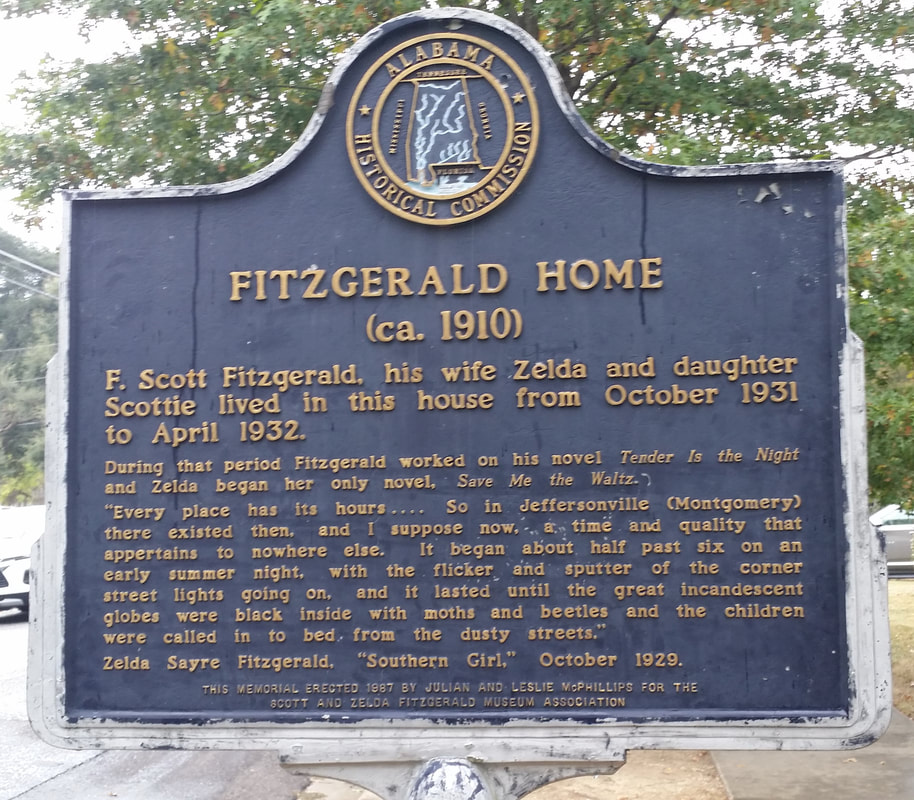 ALABAMA
HISTORICAL COMMISSION
TENNESSEE
MISSISSIPPI
GEORGIA
FLORIDA
FITZGERALD HOME
(ca. 1910)
F. Scott Fitzgerald, his wife Zelda and daughter
Scottie lived in this house from October 1931
to April 1932.
During that period Fitzgerald worked on his novel Tender Is the Night
and Zelda began her only novel, Save Me the Waltz.
"Every place has its hours.... So in Jeffersonville (Montgomery)
there existed then, and I suppose now, a time and quality that
appertains to nowhere else. It began about half past six on an
early summer night, with the flicker and sputter of the corner
street lights going on, and it lasted until the great incandescent
globes were black inside with moths and beetles and the children
were called in to bed from the dusty streets."
Zelda Sayre Fitzgerald, "Southern Girl," October 1929.
THIS MEMORIAL ERECTED 1987 BY JULIAN AND LESLIE McPHILLIPS FOR THE
SCOTT AND ZELDA FITZGERALD MUSEUM ASSOCIATION